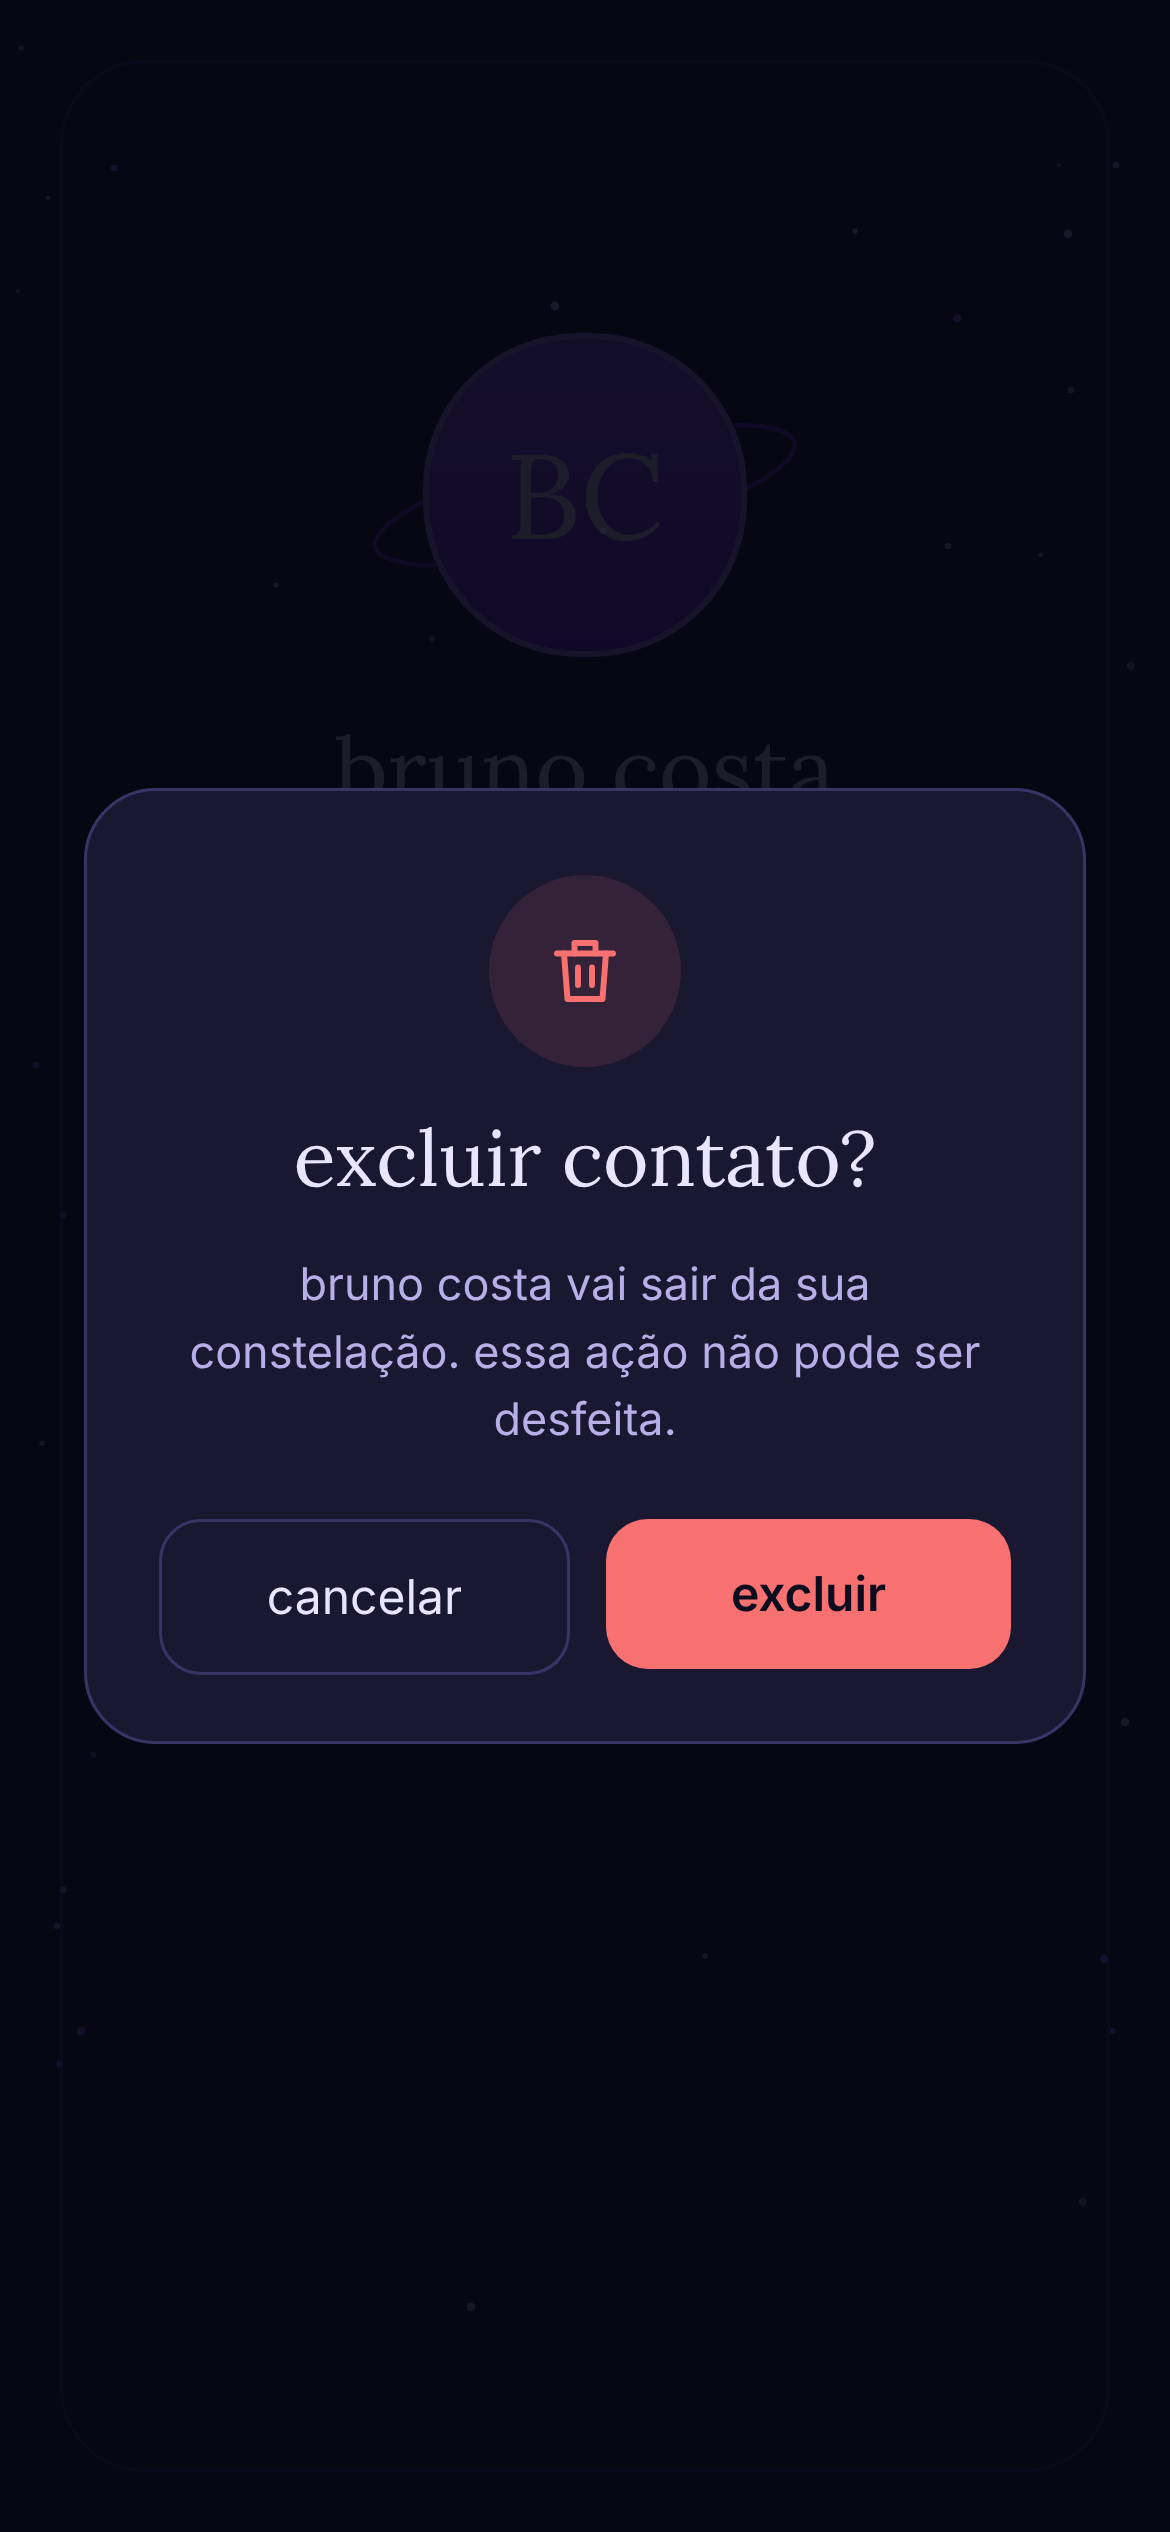 BC
bruno costa
excluir contato?
bruno costa vai sair da sua
constelação. essa ação não pode ser
desfeita.
cancelar
excluir